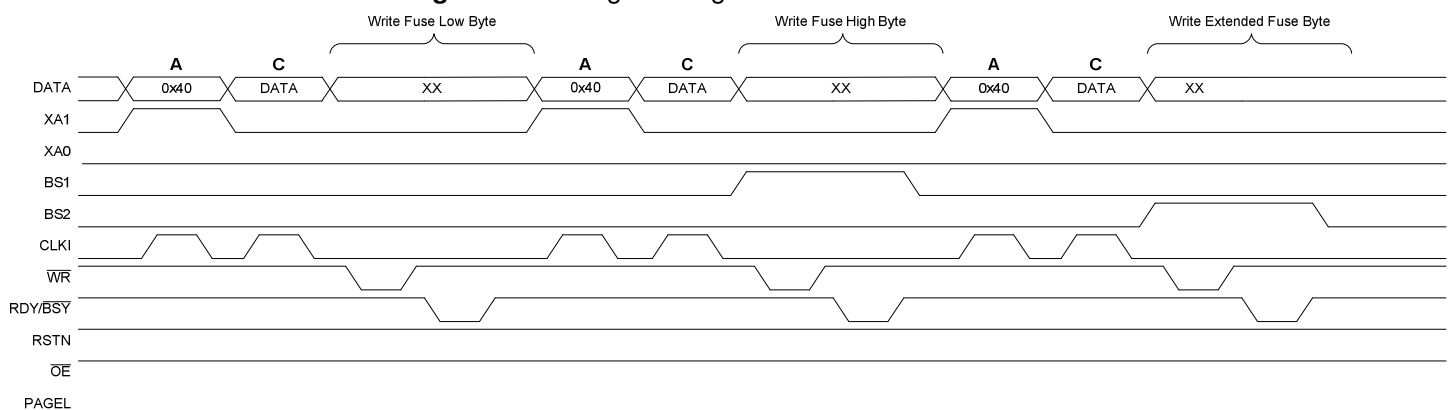 Write Fuse Low Byte Write Fuse High Byte Write Extended Fuse Byte
A C A C A C
DATA 0x40 DATA XX 0x40 DATA XX 0x40 DATA XX
XA1
XA0
BS1
BS2
CLKI
WR
RDY/BSY
RSTN
OE
PAGEL